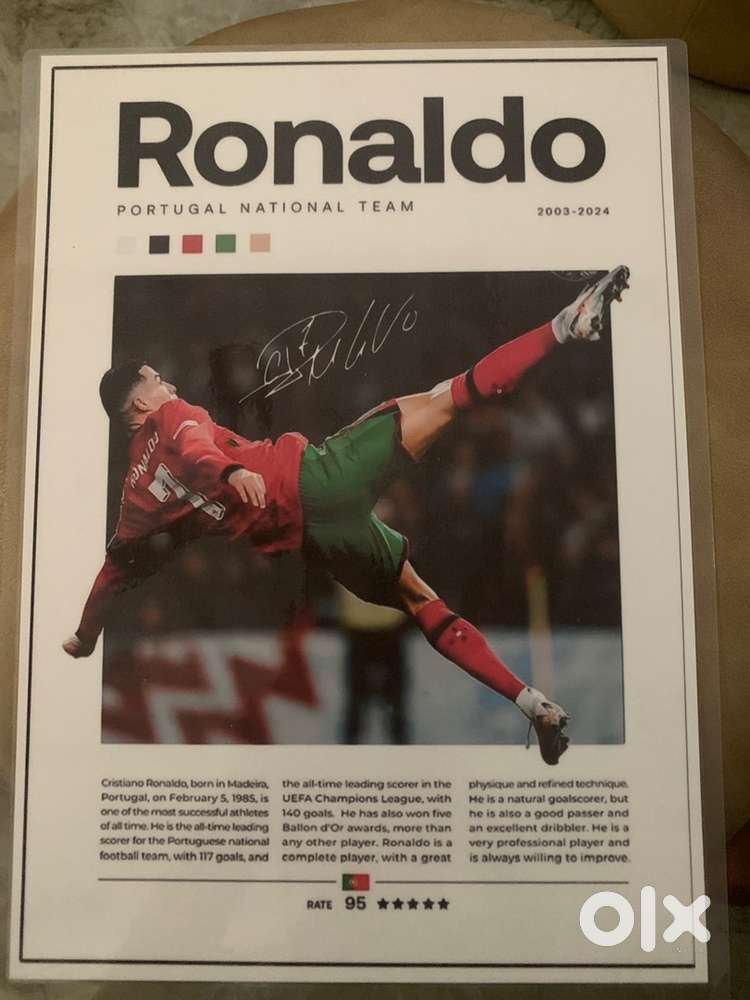 Ronaldo
PORTUGAL NATIONAL TEAM
2003-2024
RONALDO
7
Cristiano Ronaldo, born in Madeira,
Portugal, on February 5, 1985, is
one of the most successful athletes
of all time. He is the all-time leading
scorer for the Portuguese national
football team, with 117 goals, and
the all-time leading scorer in the
UEFA Champions League, with
140 goals. He has also won five
Ballon d'Or awards, more than
any other player. Ronaldo is a
complete player, with a great
physique and refined technique.
He is a natural goalscorer, but
he is also a good passer and
an excellent dribbler. He is a
very professional player and
is always willing to improve.
RATE 95 ★★★★★
olx